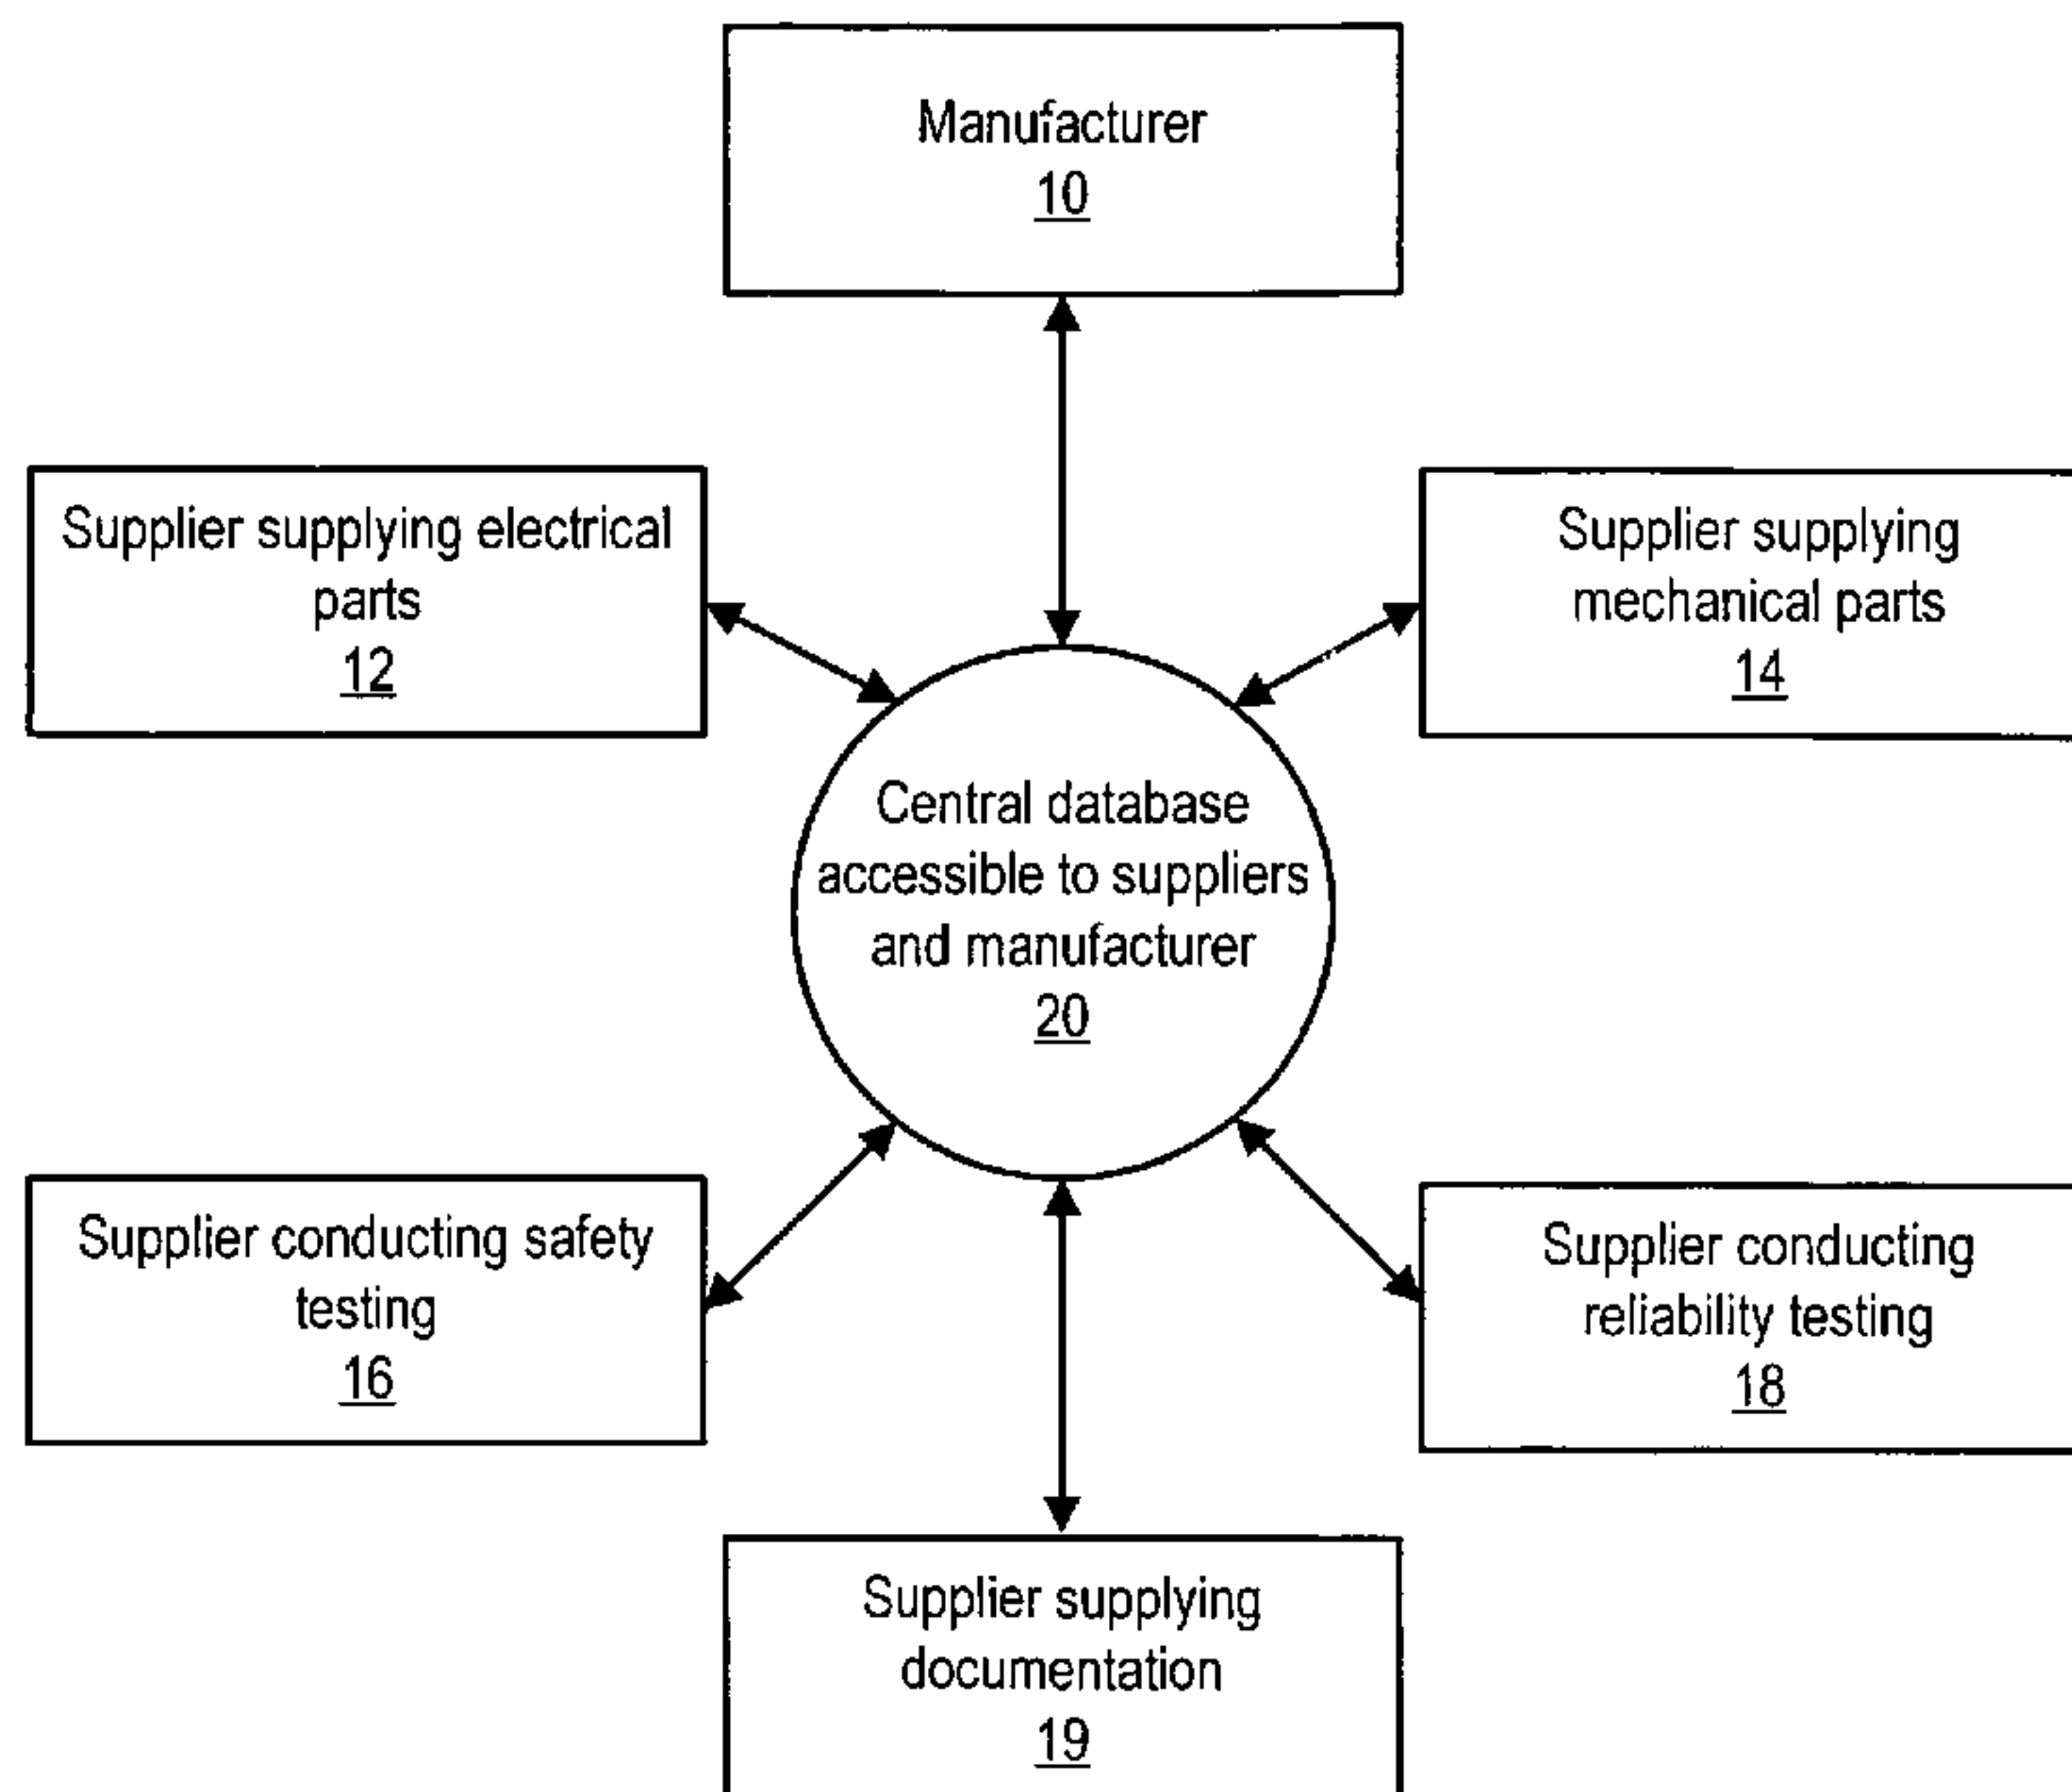 Manufacturer
10
Supplier supplying electrical
parts
12
Supplier supplying
mechanical parts
14
Central database
accessible to suppliers
and manufacturer
20
Supplier conducting safety
testing
16
Supplier conducting
reliability testing
18
Supplier supplying
documentation
19